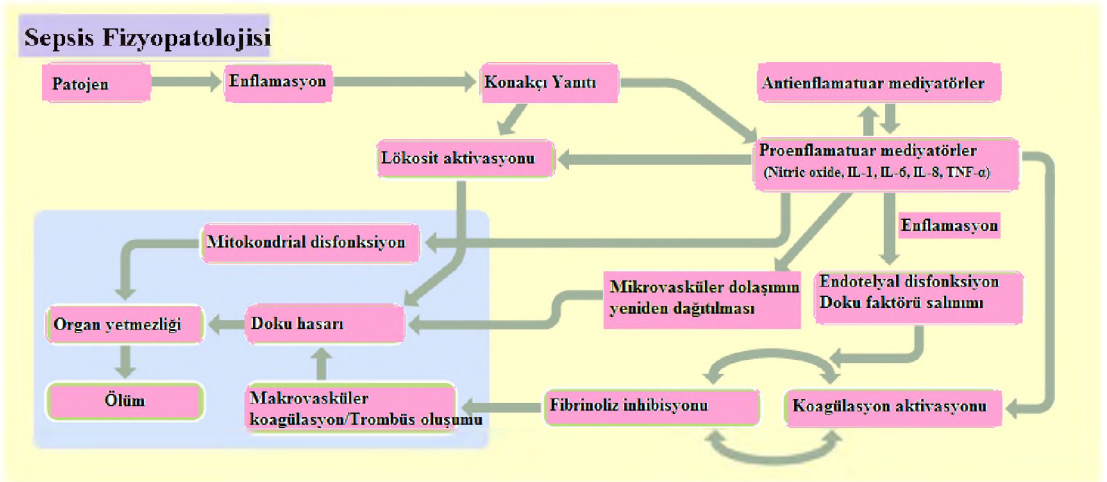 Sepsis Fizyopatolojisi
Patojen
Enflamasyon
Konakçı Yanıtı
Antienflamatuar mediyatörler
Lökosit aktivasyonu
Proenflamatuar mediyatörler
(Nitric oxide, IL-1, IL-6, IL-8, TNF-α)
Mitokondrial disfonksiyon
Enflamasyon
Mikrovasküler dolaşımın
yeniden dağıtılması
Endotelyal disfonksiyon
Doku faktörü salınımı
Organ yetmezliği
Doku hasarı
Ölüm
Makrovasküler
koagülasyon/Trombüs oluşumu
Fibrinoliz inhibisyonu
Koagülasyon aktivasyonu